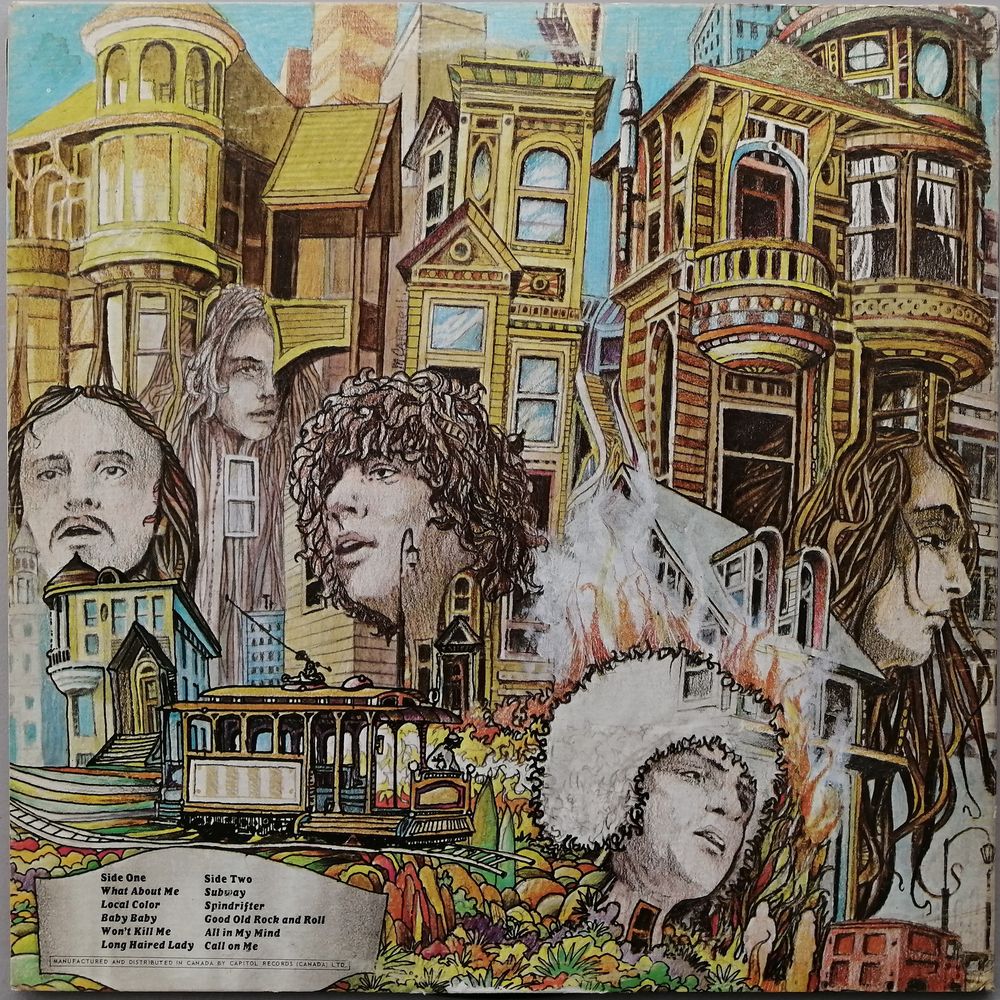 Side One
What About Me
Local Color
Baby Baby
Won't Kill Me
Long Haired Lady
Side Two
Subway
Spindrifter
Good Old Rock and Roll
All in My Mind
Call on Me
MANUFACTURED AND DISTRIBUTED IN CANADA BY CAPITOL RECORDS (CANADA) LTD.